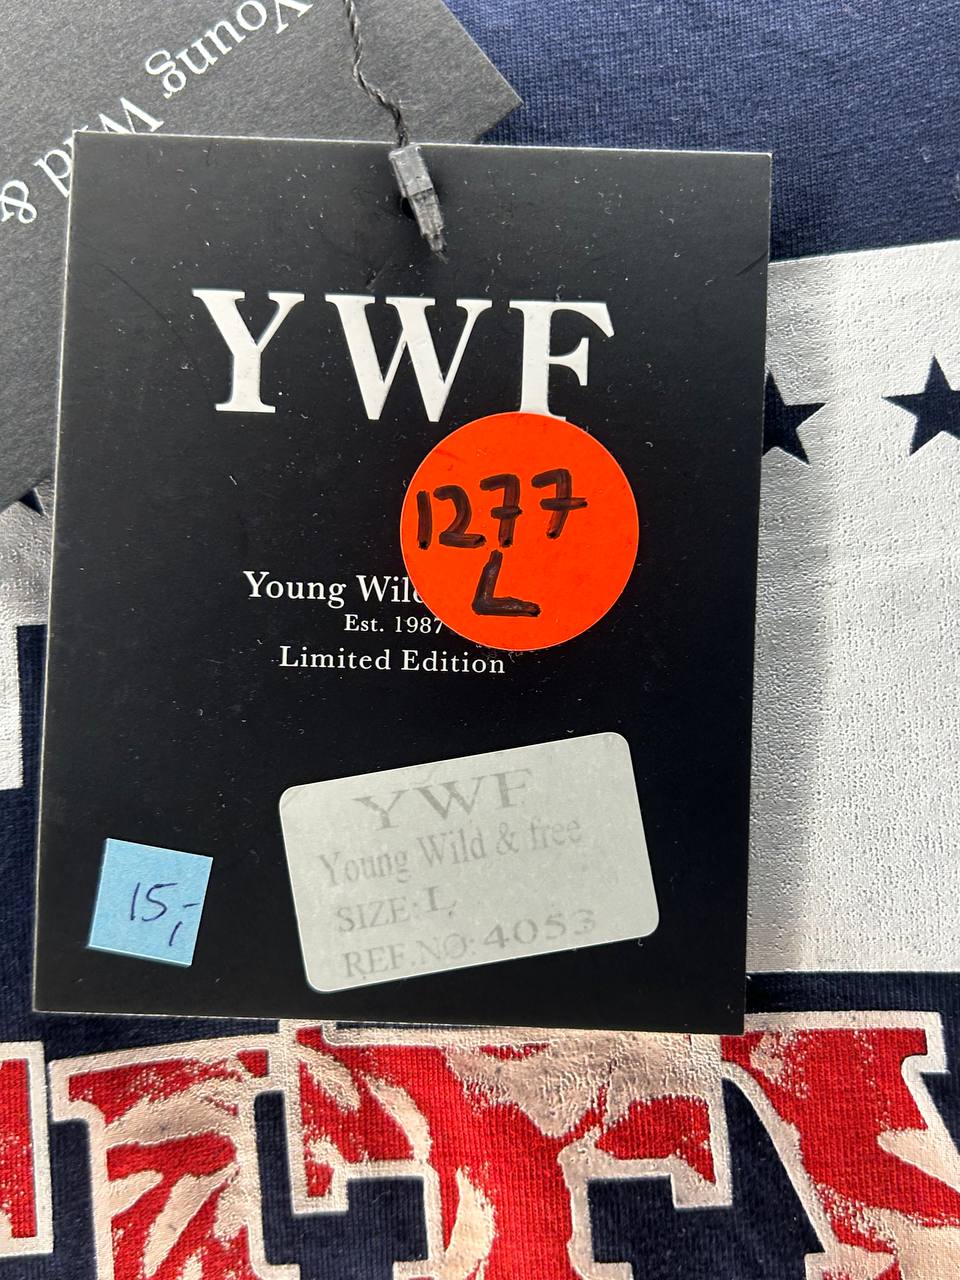 Young Wild &
YWF
1277
L
Young Wild
Est. 1987
Limited Edition
YWF
Young Wild & free
SIZE: L
REF.NO: 4053
15,-